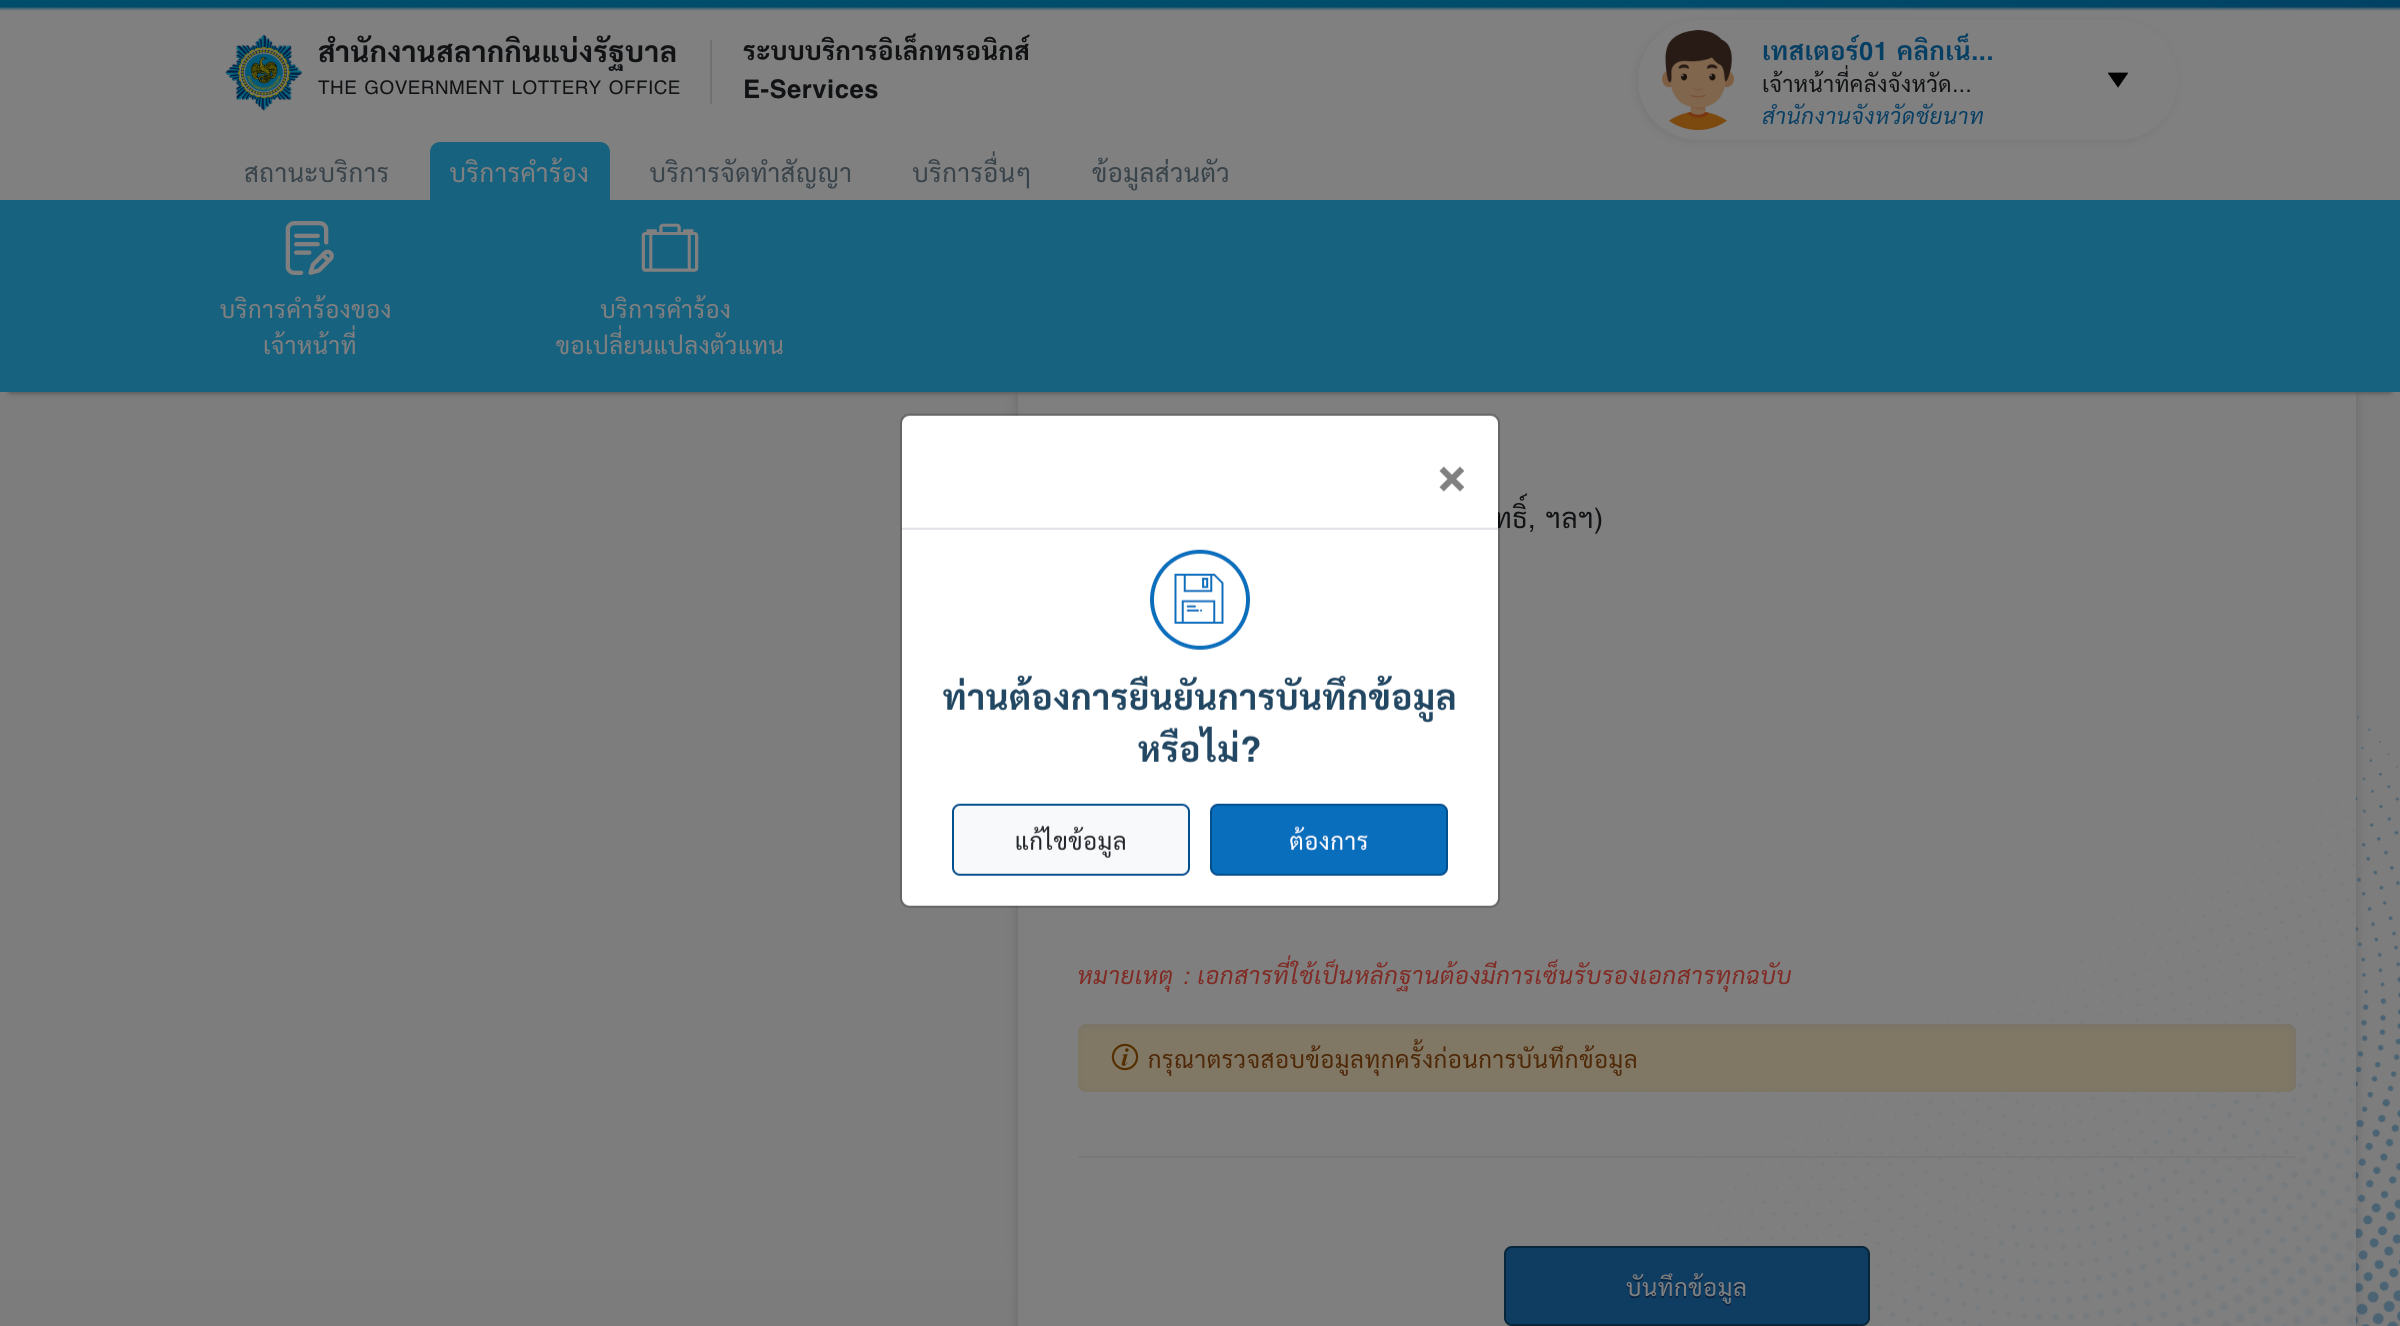 สำนักงานสลากกินแบ่งรัฐบาล
THE GOVERNMENT LOTTERY OFFICE
ระบบบริการอิเล็กทรอนิกส์
E-Services
เทสเตอร์01 คลิกเน็...
เจ้าหน้าที่คลังจังหวัด...
สำนักงานจังหวัดชัยนาท
สถานะบริการ
บริการคำร้อง
บริการจัดทำสัญญา
บริการอื่นๆ
ข้อมูลส่วนตัว
บริการคำร้องของ
เจ้าหน้าที่
บริการคำร้อง
ขอเปลี่ยนแปลงตัวแทน
×
ทธิ์, ฯลฯ)
ท่านต้องการยืนยันการบันทึกข้อมูล
หรือไม่?
แก้ไขข้อมูล
ต้องการ
หมายเหตุ : เอกสารที่ใช้เป็นหลักฐานต้องมีการเซ็นรับรองเอกสารทุกฉบับ
กรุณาตรวจสอบข้อมูลทุกครั้งก่อนการบันทึกข้อมูล
บันทึกข้อมูล